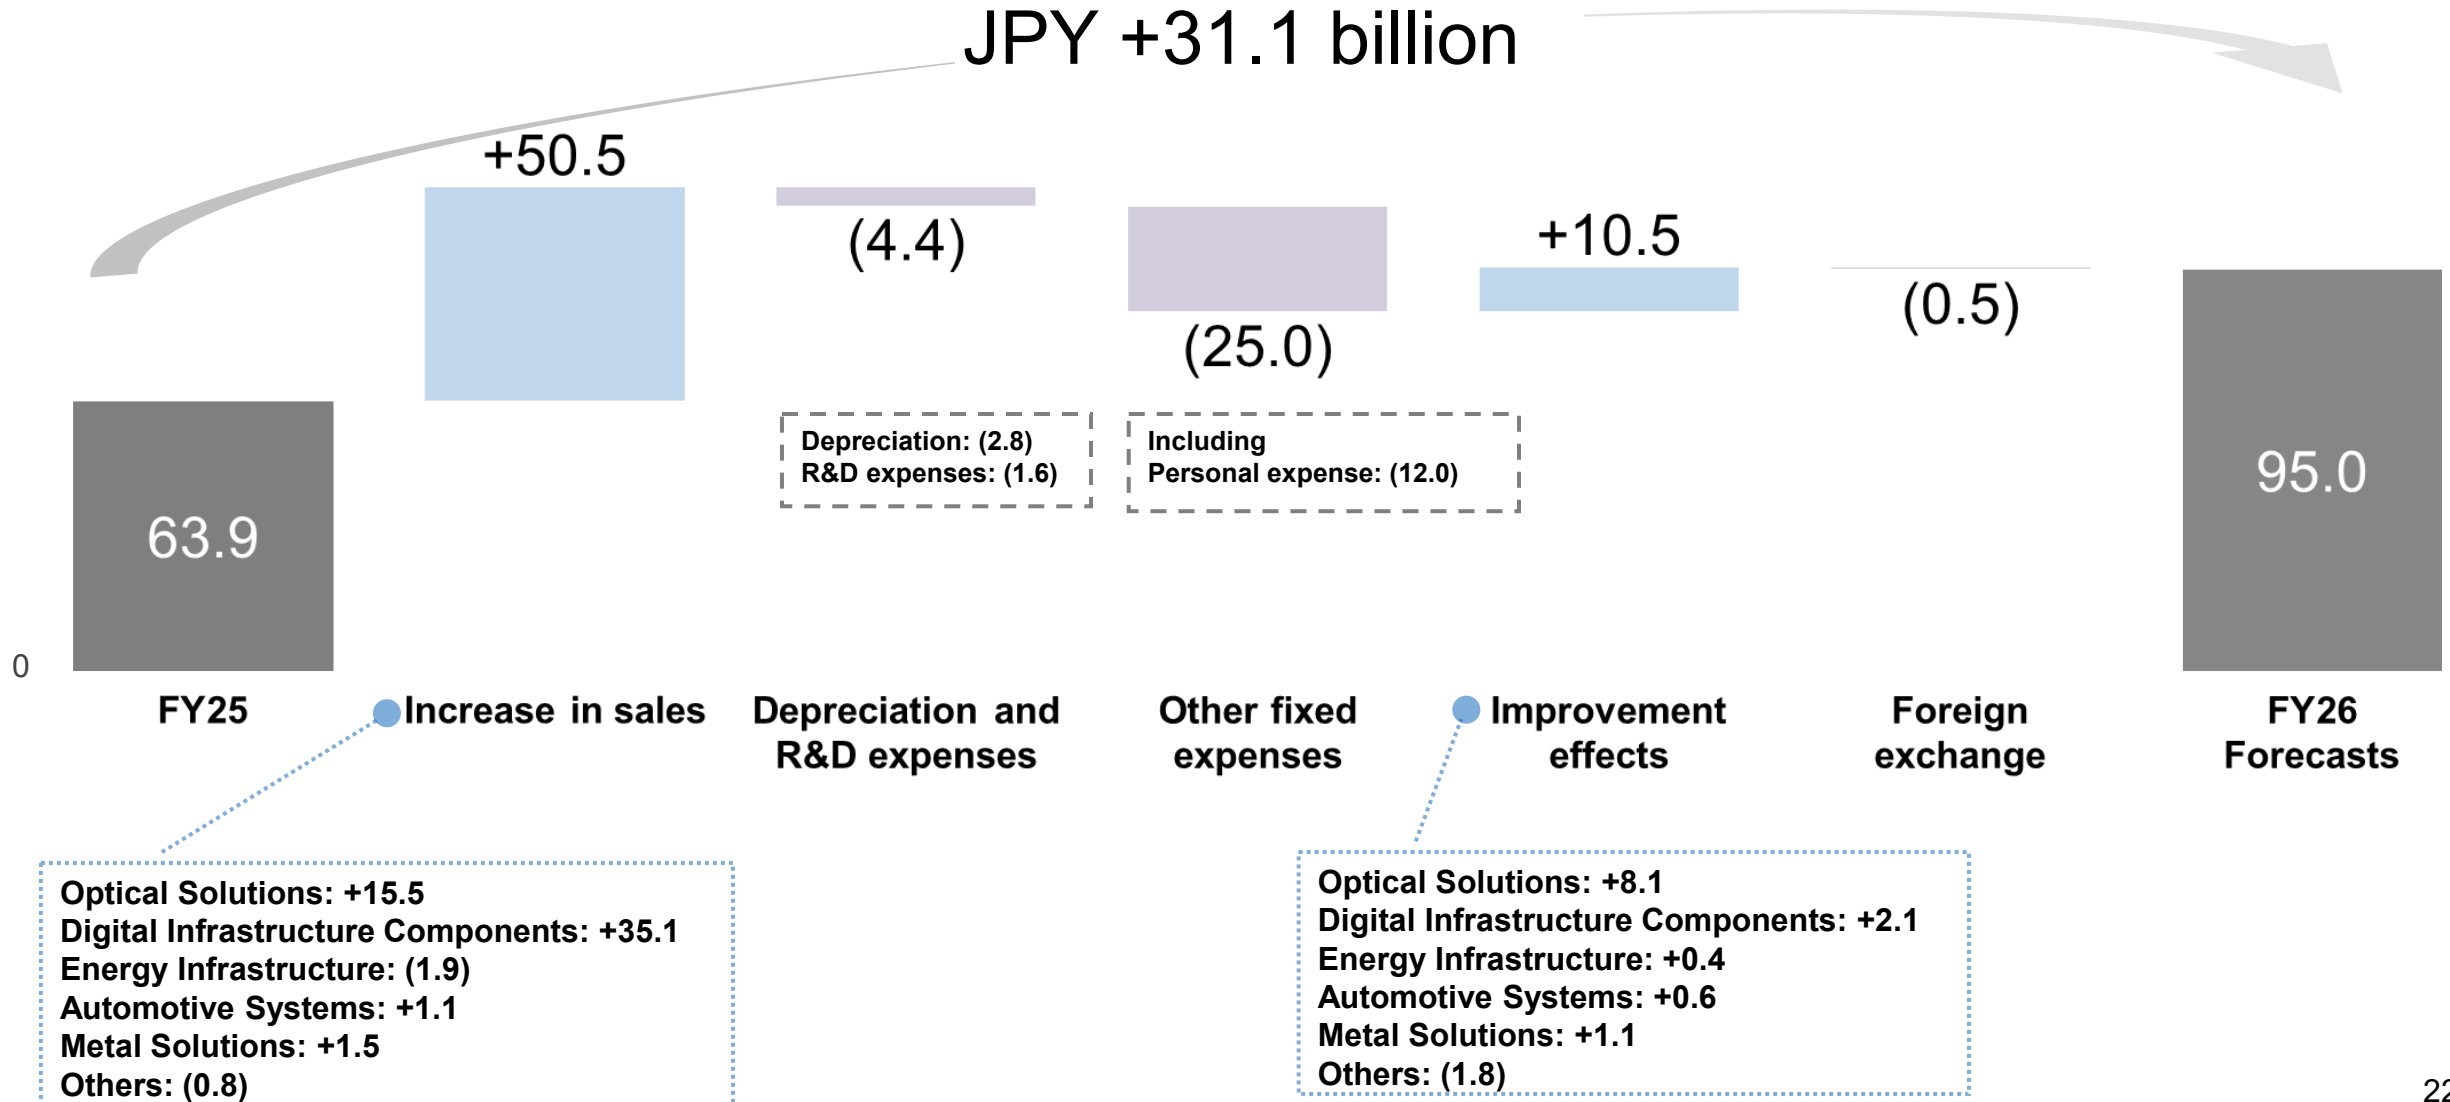 JPY +31.1 billion
+50.5
(4.4)
(25.0)
+10.5
(0.5)
Depreciation: (2.8)
R&D expenses: (1.6)
Including
Personal expense: (12.0)
63.9
95.0
0
FY25
Increase in sales
Depreciation and
R&D expenses
Other fixed
expenses
Improvement
effects
Foreign
exchange
FY26
Forecasts
Optical Solutions: +15.5
Digital Infrastructure Components: +35.1
Energy Infrastructure: (1.9)
Automotive Systems: +1.1
Metal Solutions: +1.5
Others: (0.8)
Optical Solutions: +8.1
Digital Infrastructure Components: +2.1
Energy Infrastructure: +0.4
Automotive Systems: +0.6
Metal Solutions: +1.1
Others: (1.8)
22